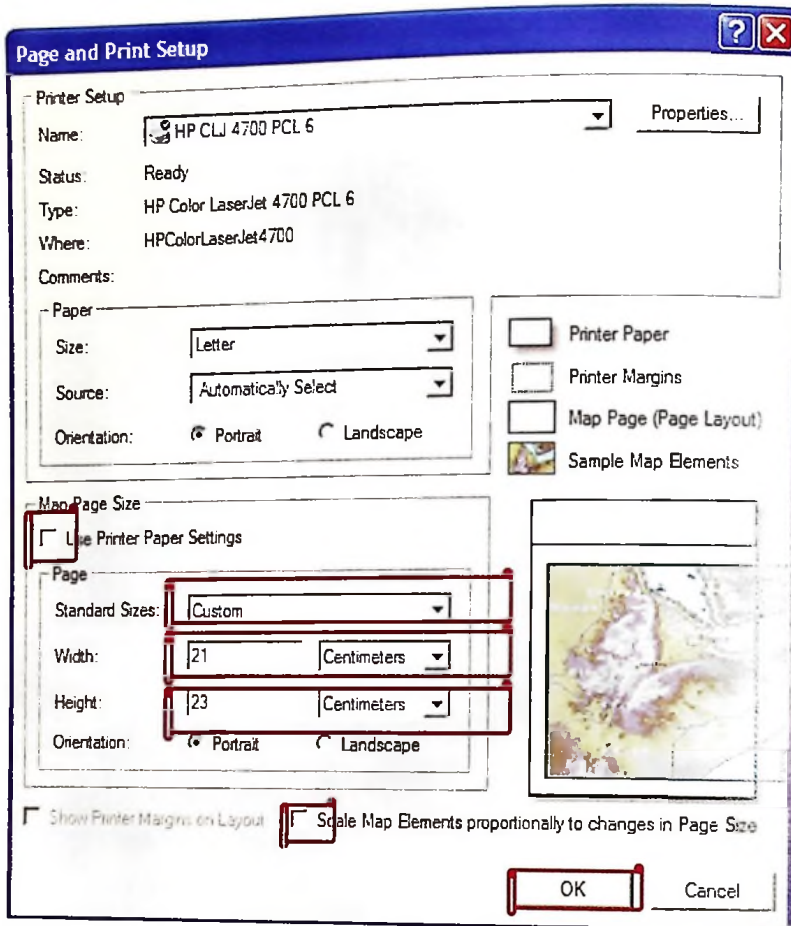 Page and Print Setup
Printer Setup
Name: HP CLJ 4700 PCL 6 Properties...
Status: Ready
Type: HP Color LaserJet 4700 PCL 6
Where: HPColorLaserJet4700
Comments:
Paper
Size: Letter
Source: Automatically Select
Orientation: Portrait Landscape
Printer Paper
Printer Margins
Map Page (Page Layout)
Sample Map Elements
Map Page Size
Use Printer Paper Settings
Page
Standard Sizes: Custom
Width: 21 Centimeters
Height: 23 Centimeters
Orientation: Portrait Landscape
Show Printer Margins on Layout
Scale Map Elements proportionally to changes in Page Size
OK Cancel